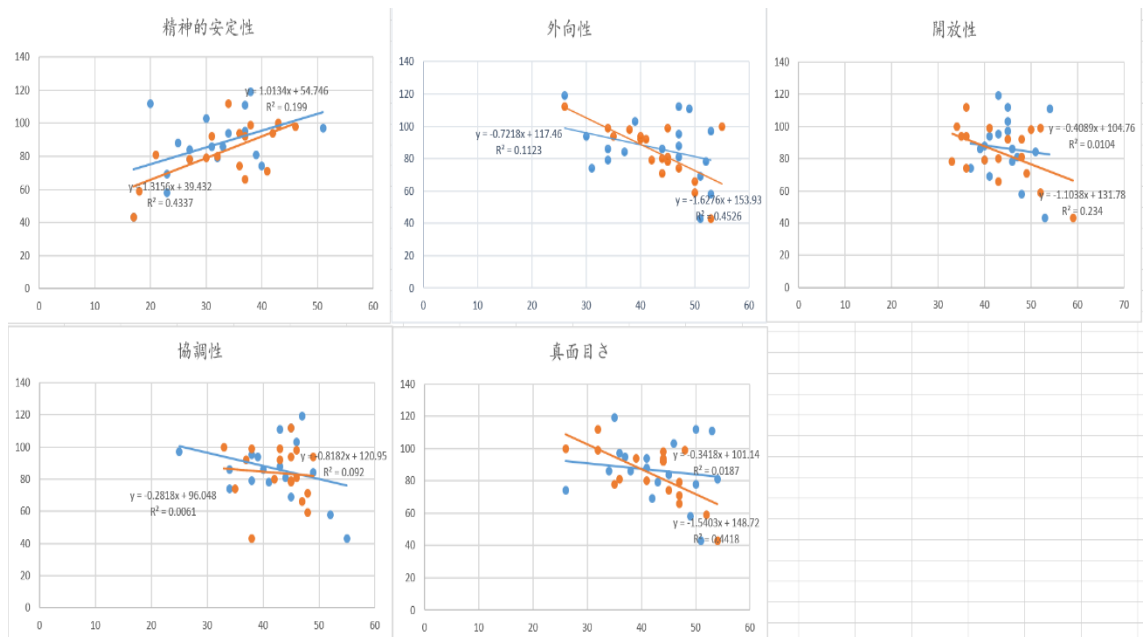 精神的安定性
140
120
100
80
60
40
20
0
y = 1.0134x + 54.746
R² = 0.199
y = 1.3156x + 39.432
R² = 0.4337
0 10 20 30 40 50 60
外向性
140
120
100
80
60
40
20
0
y = -0.7218x + 117.46
R² = 0.1123
y = -1.6276x + 153.93
R² = 0.4526
0 10 20 30 40 50 60
開放性
140
120
100
80
60
40
20
0
y = -0.4089x + 104.76
R² = 0.0104
y = -1.1038x + 131.78
R² = 0.234
0 10 20 30 40 50 60 70
協調性
140
120
100
80
60
40
20
0
y = -0.8182x + 120.95
R² = 0.092
y = -0.2818x + 96.048
R² = 0.0061
0 10 20 30 40 50 60
真面目さ
140
120
100
80
60
40
20
0
y = -0.3418x + 101.14
R² = 0.0187
y = -1.5403x + 148.72
R² = 0.4418
0 10 20 30 40 50 60